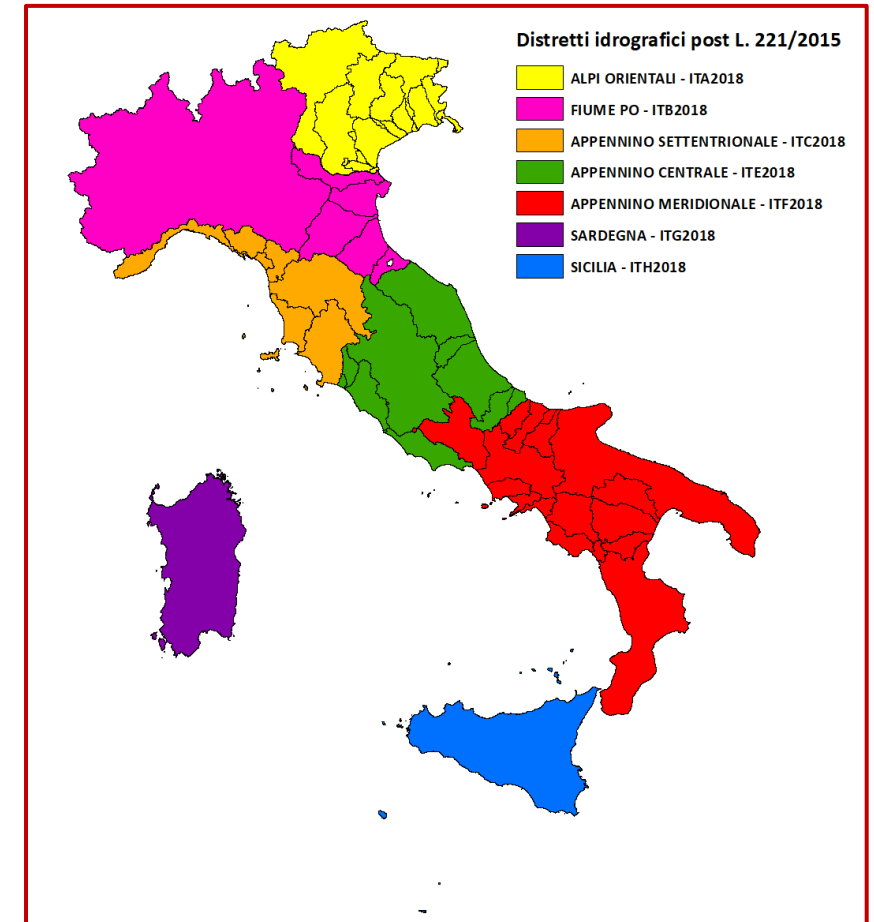 Distretti idrografici post L. 221/2015
ALPI ORIENTALI - ITA2018
FIUME PO - ITB2018
APPENNINO SETTENTRIONALE - ITC2018
APPENNINO CENTRALE - ITE2018
APPENNINO MERIDIONALE - ITF2018
SARDEGNA - ITG2018
SICILIA - ITH2018